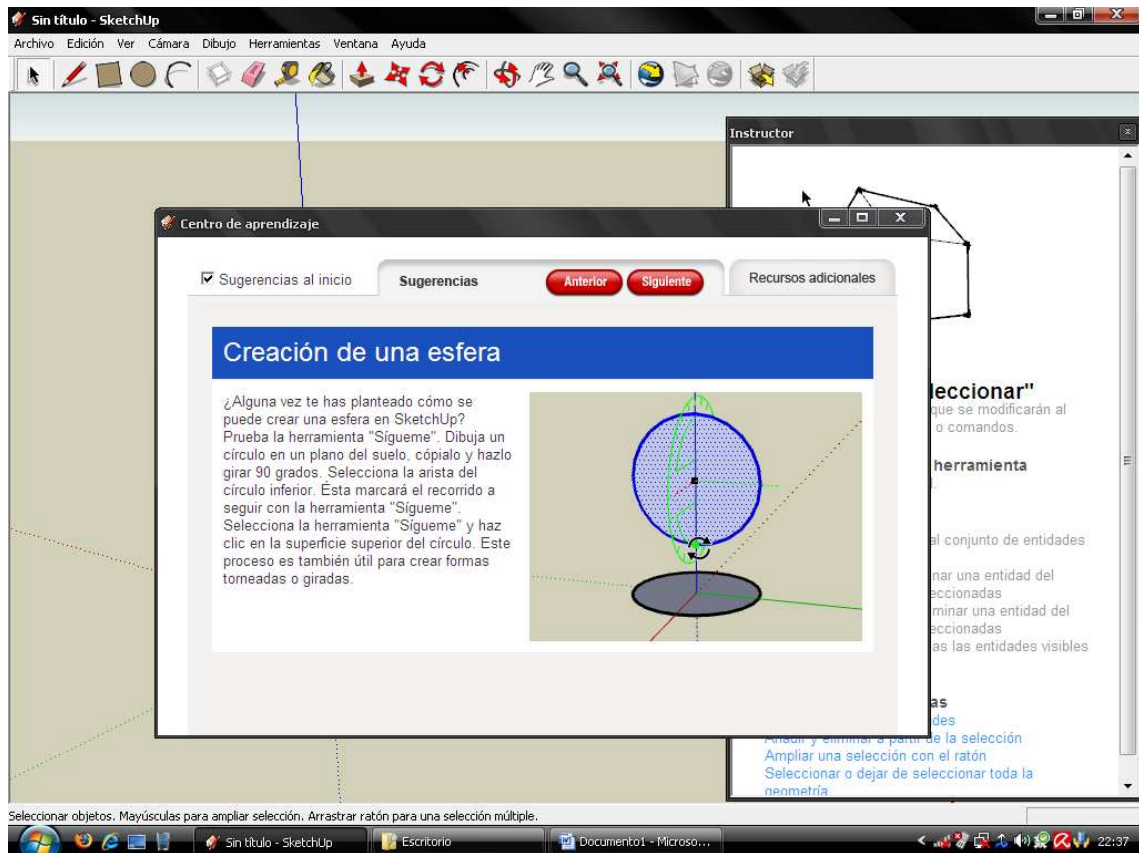 Sin título - SketchUp
Archivo Edición Ver Cámara Dibujo Herramientas Ventana Ayuda
Instructor
Centro de aprendizaje
Sugerencias al inicio
Sugerencias
Anterior
Siguiente
Recursos adicionales
Creación de una esfera
¿Alguna vez te has planteado cómo se
puede crear una esfera en SketchUp?
Prueba la herramienta "Sígueme". Dibuja un
círculo en un plano del suelo, cópialo y hazlo
girar 90 grados. Selecciona la arista del
círculo inferior. Ésta marcará el recorrido a
seguir con la herramienta "Sígueme".
Selecciona la herramienta "Sígueme" y haz
clic en la superficie superior del círculo. Este
proceso es también útil para crear formas
torneadas o giradas.
leccionar"
que se modificarán al
o comandos.
herramienta
al conjunto de entidades
nar una entidad del
eccionadas
minar una entidad del
eccionadas
as las entidades visibles
as
des
Añadir y eliminar a partir de la selección
Ampliar una selección con el ratón
Seleccionar o dejar de seleccionar toda la
geometría
Seleccionar objetos. Mayúsculas para ampliar selección. Arrastrar ratón para una selección múltiple.
Sin título - SketchUp
Escritorio
Documento1 - Microso...
22:37